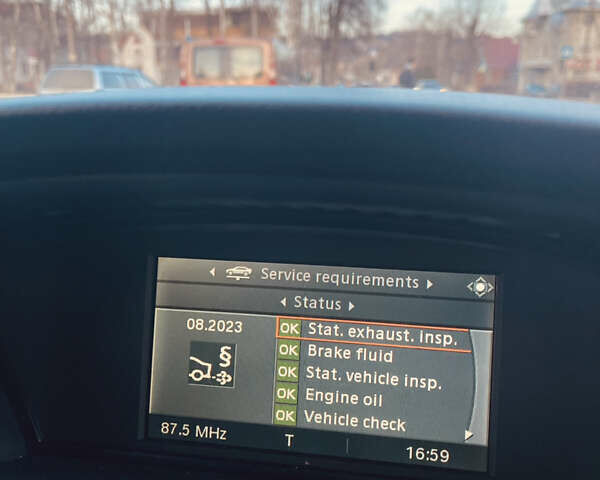 Service requirements
Status
08.2023
OK Stat. exhaust. insp.
OK Brake fluid
OK Stat. vehicle insp.
OK Engine oil
OK Vehicle check
87.5 MHz T 16:59